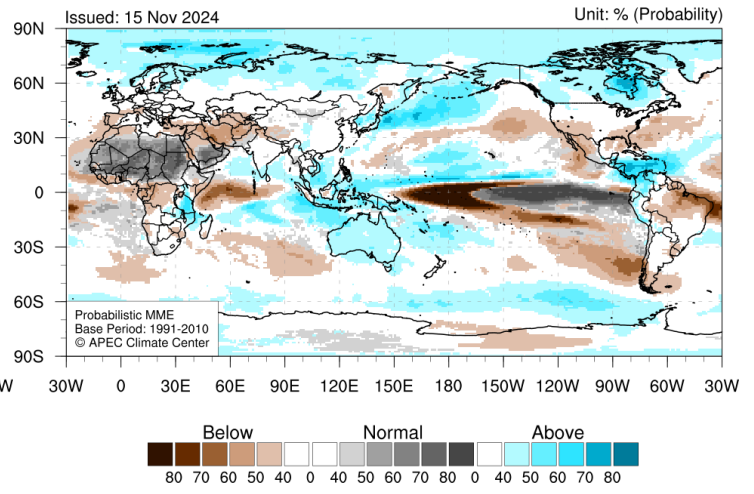 Issued: 15 Nov 2024
Unit: % (Probability)
90N
60N
30N
0
30S
60S
90S
Probabilistic MME
Base Period: 1991-2010
© APEC Climate Center
W 30W 0 30E 60E 90E 120E 150E 180 150W 120W 90W 60W 30W
Below Normal Above
80 70 60 50 40 0 40 50 60 70 80 0 40 50 60 70 80